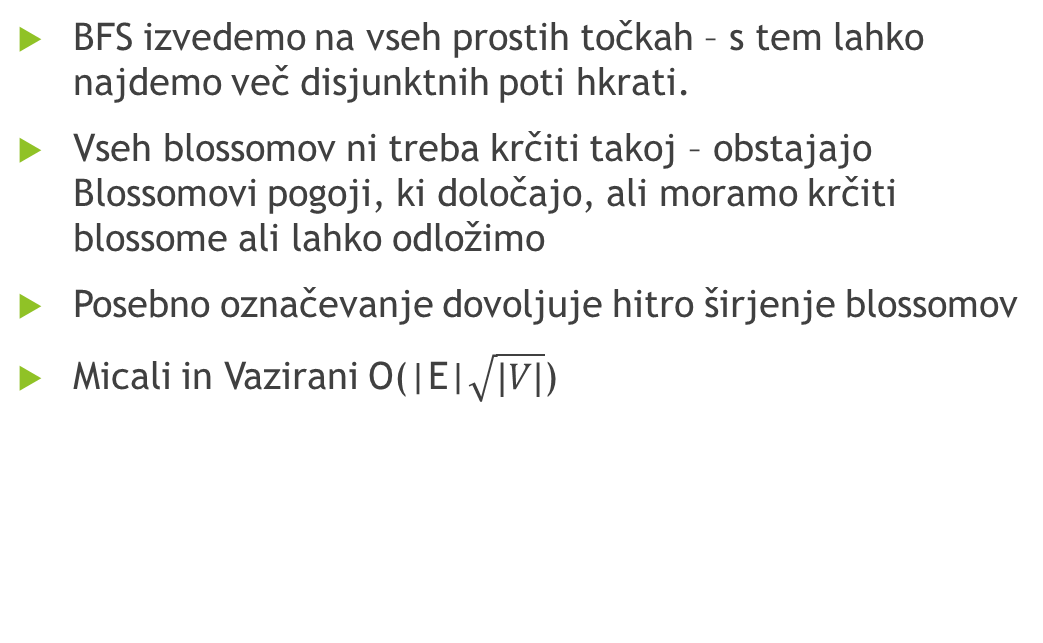 BFS izvedemo na vseh prostih točkah – s tem lahko
najdemo več disjunktnih poti hkrati.
Vseh blossomov ni treba krčiti takoj – obstajajo
Blossomovi pogoji, ki določajo, ali moramo krčiti
blossome ali lahko odložimo
Posebno označevanje dovoljuje hitro širjenje blossomov
Micali in Vazirani O(|E|√|V|)